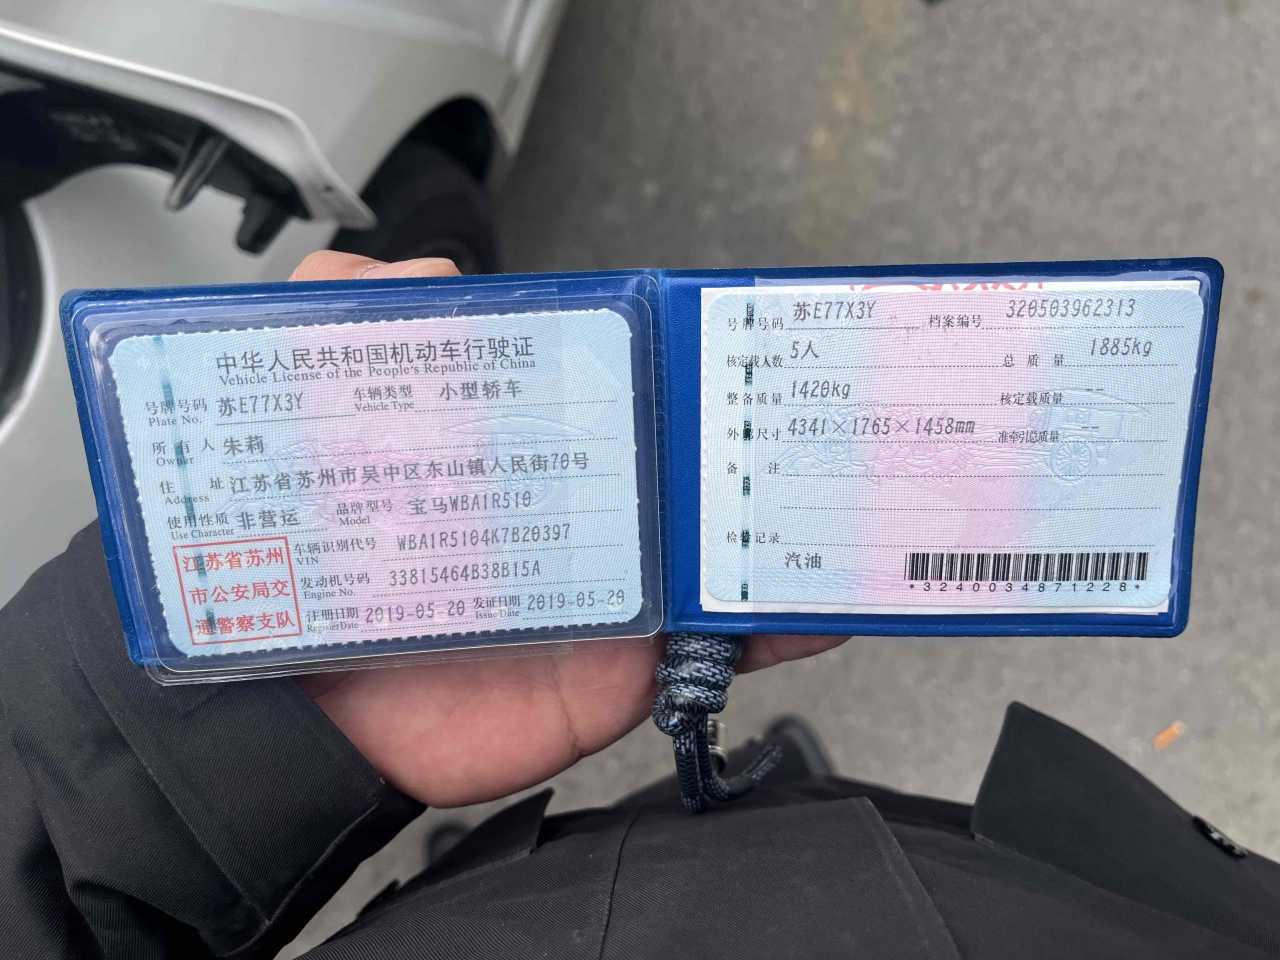 中华人民共和国机动车行驶证
Vehicle License of the People's Republic of China
号牌号码 苏E77X3Y 车辆类型 小型轿车
Plate No. Vehicle Type
所有人 朱莉
Owner
住址 江苏省苏州市吴中区东山镇人民街70号
Address
使用性质 非营运 品牌型号 宝马WBA1R510
Use Character Model
江苏省苏州
市公安局交
通警察支队
车辆识别代号 WBA1R5104K7B20397
VIN
发动机号码 33815464B38B15A
Engine No.
注册日期 2019-05-20 发证日期 2019-05-20
Register Date Issue Date
号牌号码 苏E77X3Y 档案编号 320503962313
核定载人数 5人 总质量 1885kg
整备质量 1420kg 核定载质量 --
外廓尺寸 4341×1765×1458mm 准牵引总质量
备注
检验记录
汽油
*3240034871228*